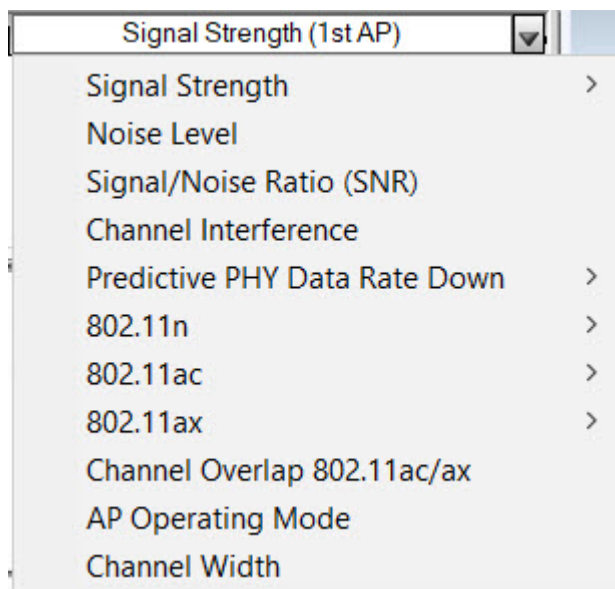 Signal Strength (1st AP)
Signal Strength
Noise Level
Signal/Noise Ratio (SNR)
Channel Interference
Predictive PHY Data Rate Down
802.11n
802.11ac
802.11ax
Channel Overlap 802.11ac/ax
AP Operating Mode
Channel Width